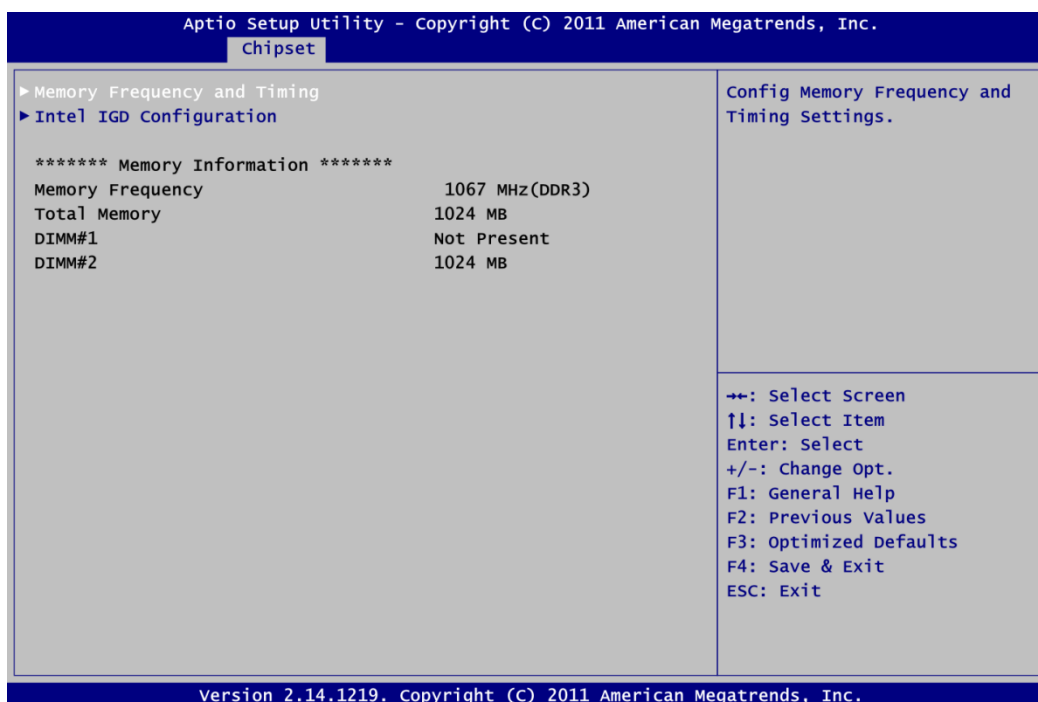 Aptio Setup Utility - Copyright (C) 2011 American Megatrends, Inc.
Chipset
►Memory Frequency and Timing
►Intel IGD Configuration
******* Memory Information *******
Memory Frequency 1067 MHz(DDR3)
Total Memory 1024 MB
DIMM#1 Not Present
DIMM#2 1024 MB
Config Memory Frequency and
Timing Settings.
→←: Select Screen
↑↓: Select Item
Enter: Select
+/-: Change Opt.
F1: General Help
F2: Previous Values
F3: Optimized Defaults
F4: Save & Exit
ESC: Exit
Version 2.14.1219. Copyright (C) 2011 American Megatrends, Inc.